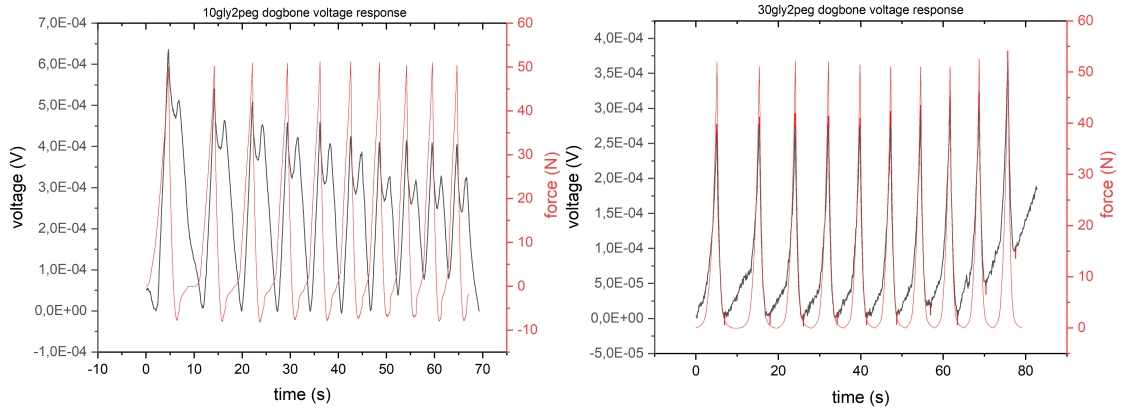 10gly2peg dogbone voltage response
7,0E-04
6,0E-04
5,0E-04
4,0E-04
3,0E-04
2,0E-04
1,0E-04
0,0E+00
-1,0E-04
voltage (V)
-10 0 10 20 30 40 50 60 70 80
time (s)
60
50
40
30
20
10
0
-10
force (N)
30gly2peg dogbone voltage response
4,0E-04
3,5E-04
3,0E-04
2,5E-04
2,0E-04
1,5E-04
1,0E-04
5,0E-05
0,0E+00
-5,0E-05
voltage (V)
0 20 40 60 80
time (s)
60
50
40
30
20
10
0
force (N)